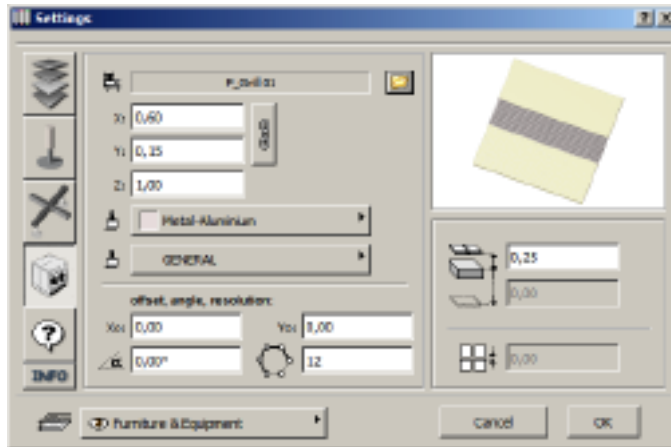 Settings
X: 0,60
Y: 0,15
Z: 1,00
Metal-Aluminium
GENERAL
offset, angle, resolution:
Xo: 0,00 Yo: 0,00
0,00° 12
0,25
0,00
0,00
INFO
Furniture & Equipment
Cancel OK